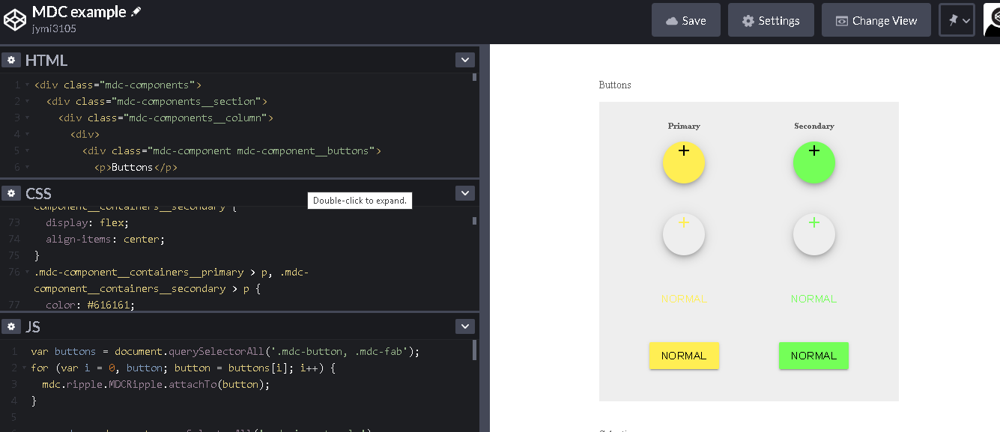 MDC example
jymi3105
Save
Settings
Change View
HTML
1 <div class="mdc-components">
2 <div class="mdc-components__section">
3 <div class="mdc-components__column">
4 <div>
5 <div class="mdc-component mdc-component__buttons">
6 <p>Buttons</p>
CSS
Double-click to expand.
component__containers__secondary {
73 display: flex;
74 align-items: center;
75 }
76 .mdc-component__containers__primary > p, .mdc-
component__containers__secondary > p {
77 color: #616161;
JS
1 var buttons = document.querySelectorAll('.mdc-button, .mdc-fab');
2 for (var i = 0, button; button = buttons[i]; i++) {
3 mdc.ripple.MDCRipple.attachTo(button);
4 }
5
Buttons
Primary
Secondary
+
+
+
+
NORMAL
NORMAL
NORMAL
NORMAL